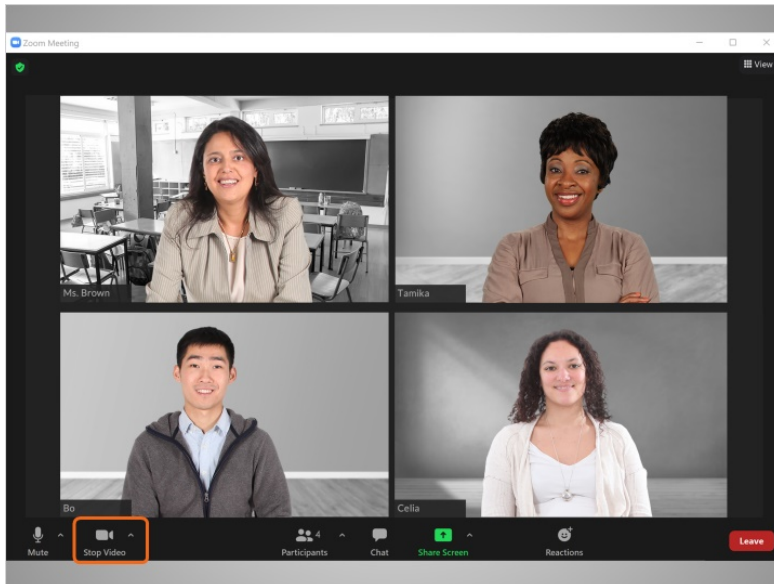 Zoom Meeting
View
Ms. Brown
Tamika
Bo
Celia
4
Mute
Stop Video
Participants
Chat
Share Screen
Reactions
Leave